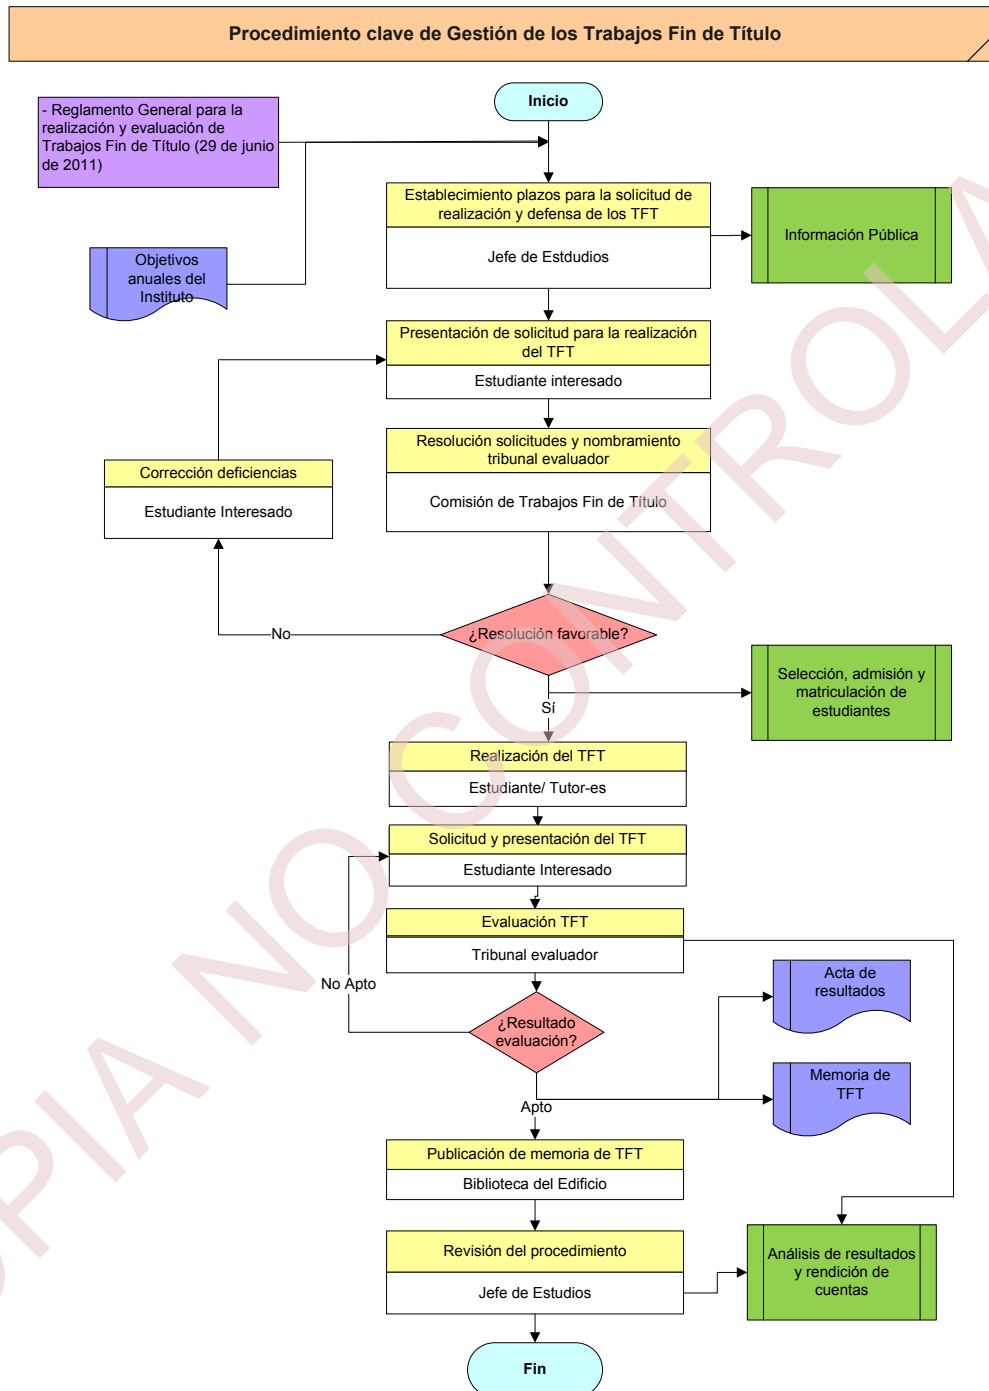 Procedimiento clave de Gestión de los Trabajos Fin de Título
Inicio
- Reglamento General para la
realización y evaluación de
Trabajos Fin de Título (29 de junio
de 2011)
Establecimiento plazos para la solicitud de
realización y defensa de los TFT
Jefe de Estdudios
Información Pública
Objetivos
anuales del
Instituto
Presentación de solicitud para la realización
del TFT
Estudiante interesado
Resolución solicitudes y nombramiento
tribunal evaluador
Comisión de Trabajos Fin de Título
Corrección deficiencias
Estudiante Interesado
¿Resolución favorable?
No
Sí
Selección, admisión y
matriculación de
estudiantes
Realización del TFT
Estudiante/ Tutor-es
Solicitud y presentación del TFT
Estudiante Interesado
Evaluación TFT
Tribunal evaluador
No Apto
¿Resultado
evaluación?
Acta de
resultados
Memoria de
TFT
Apto
Publicación de memoria de TFT
Biblioteca del Edificio
Revisión del procedimiento
Jefe de Estudios
Análisis de resultados
y rendición de
cuentas
Fin
OPIA NO CONTROLA